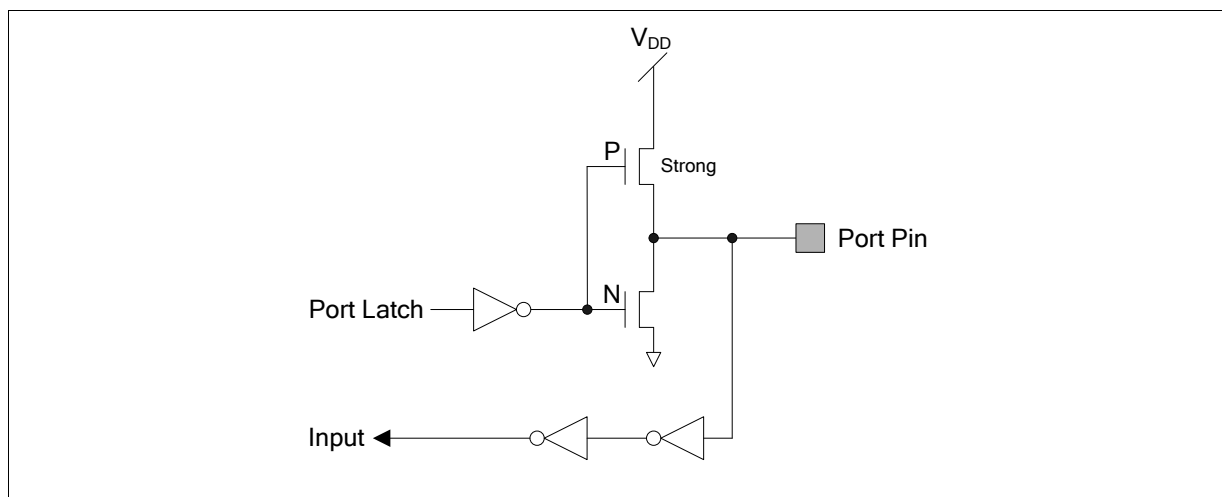 VDD
P
Strong
Port Pin
N
Port Latch
Input